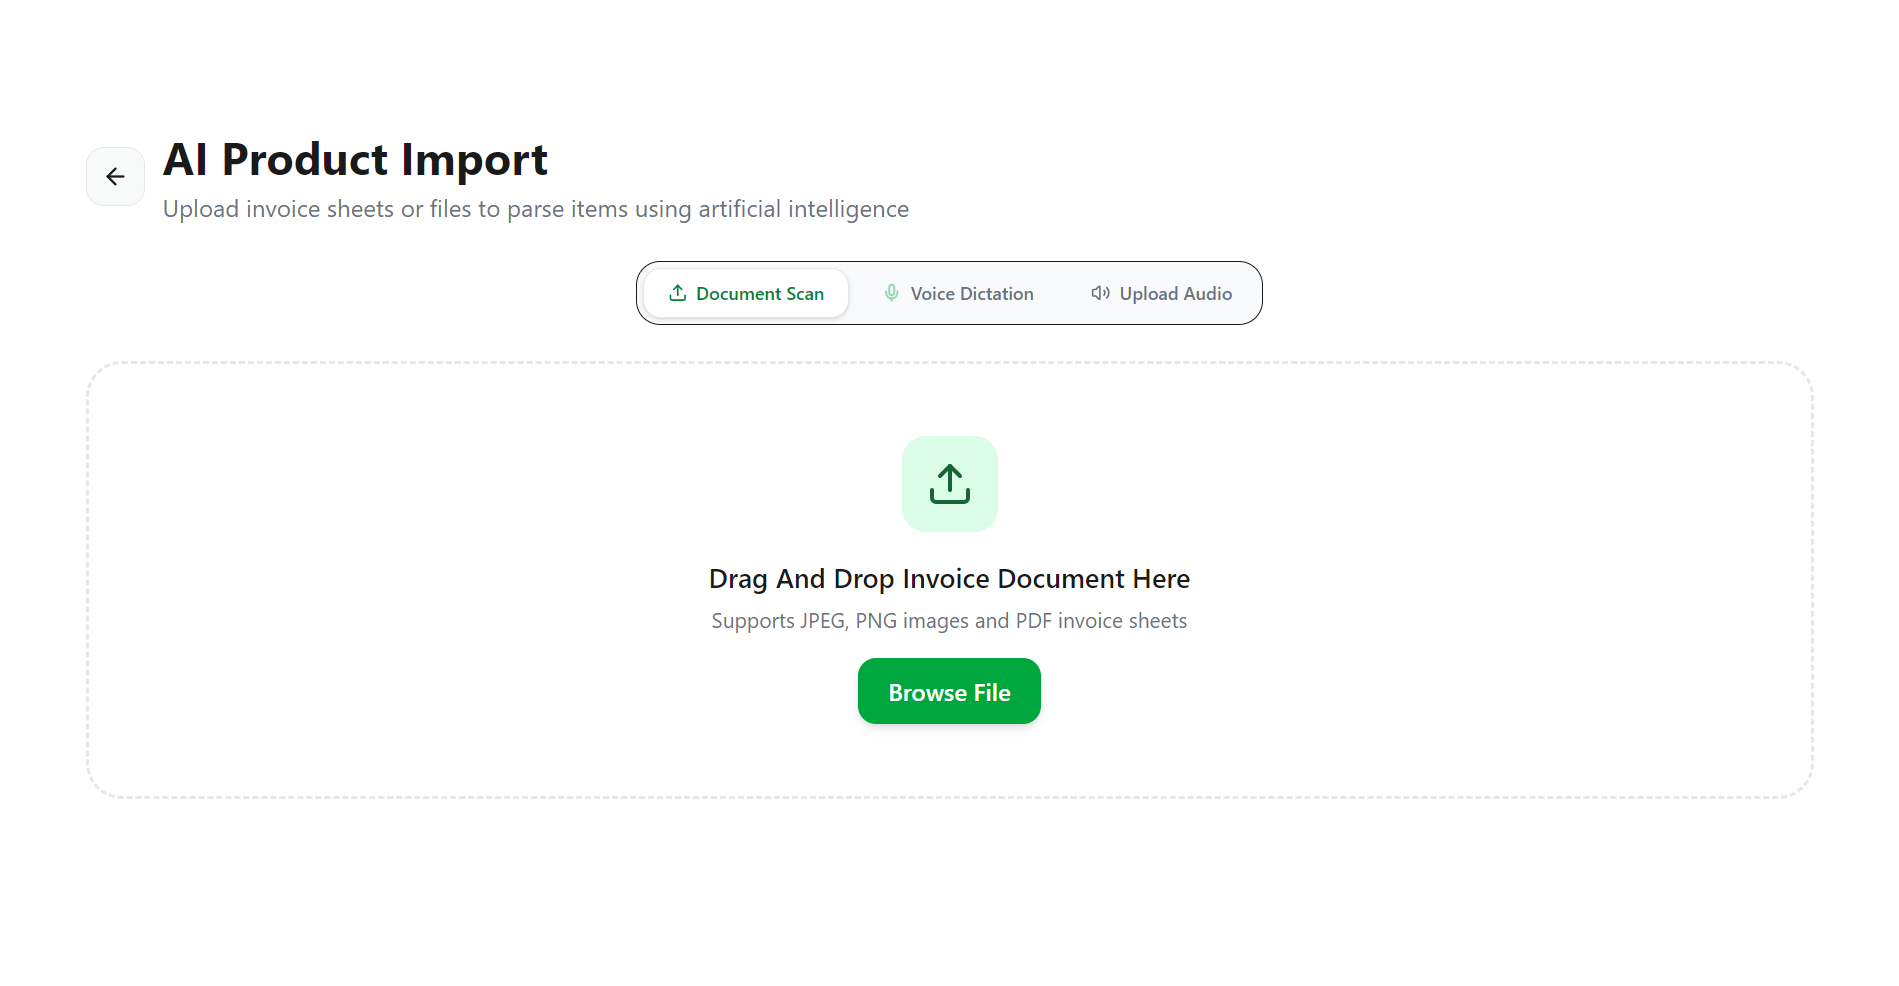 AI Product Import
Upload invoice sheets or files to parse items using artificial intelligence
Document Scan
Voice Dictation
Upload Audio
Drag And Drop Invoice Document Here
Supports JPEG, PNG images and PDF invoice sheets
Browse File